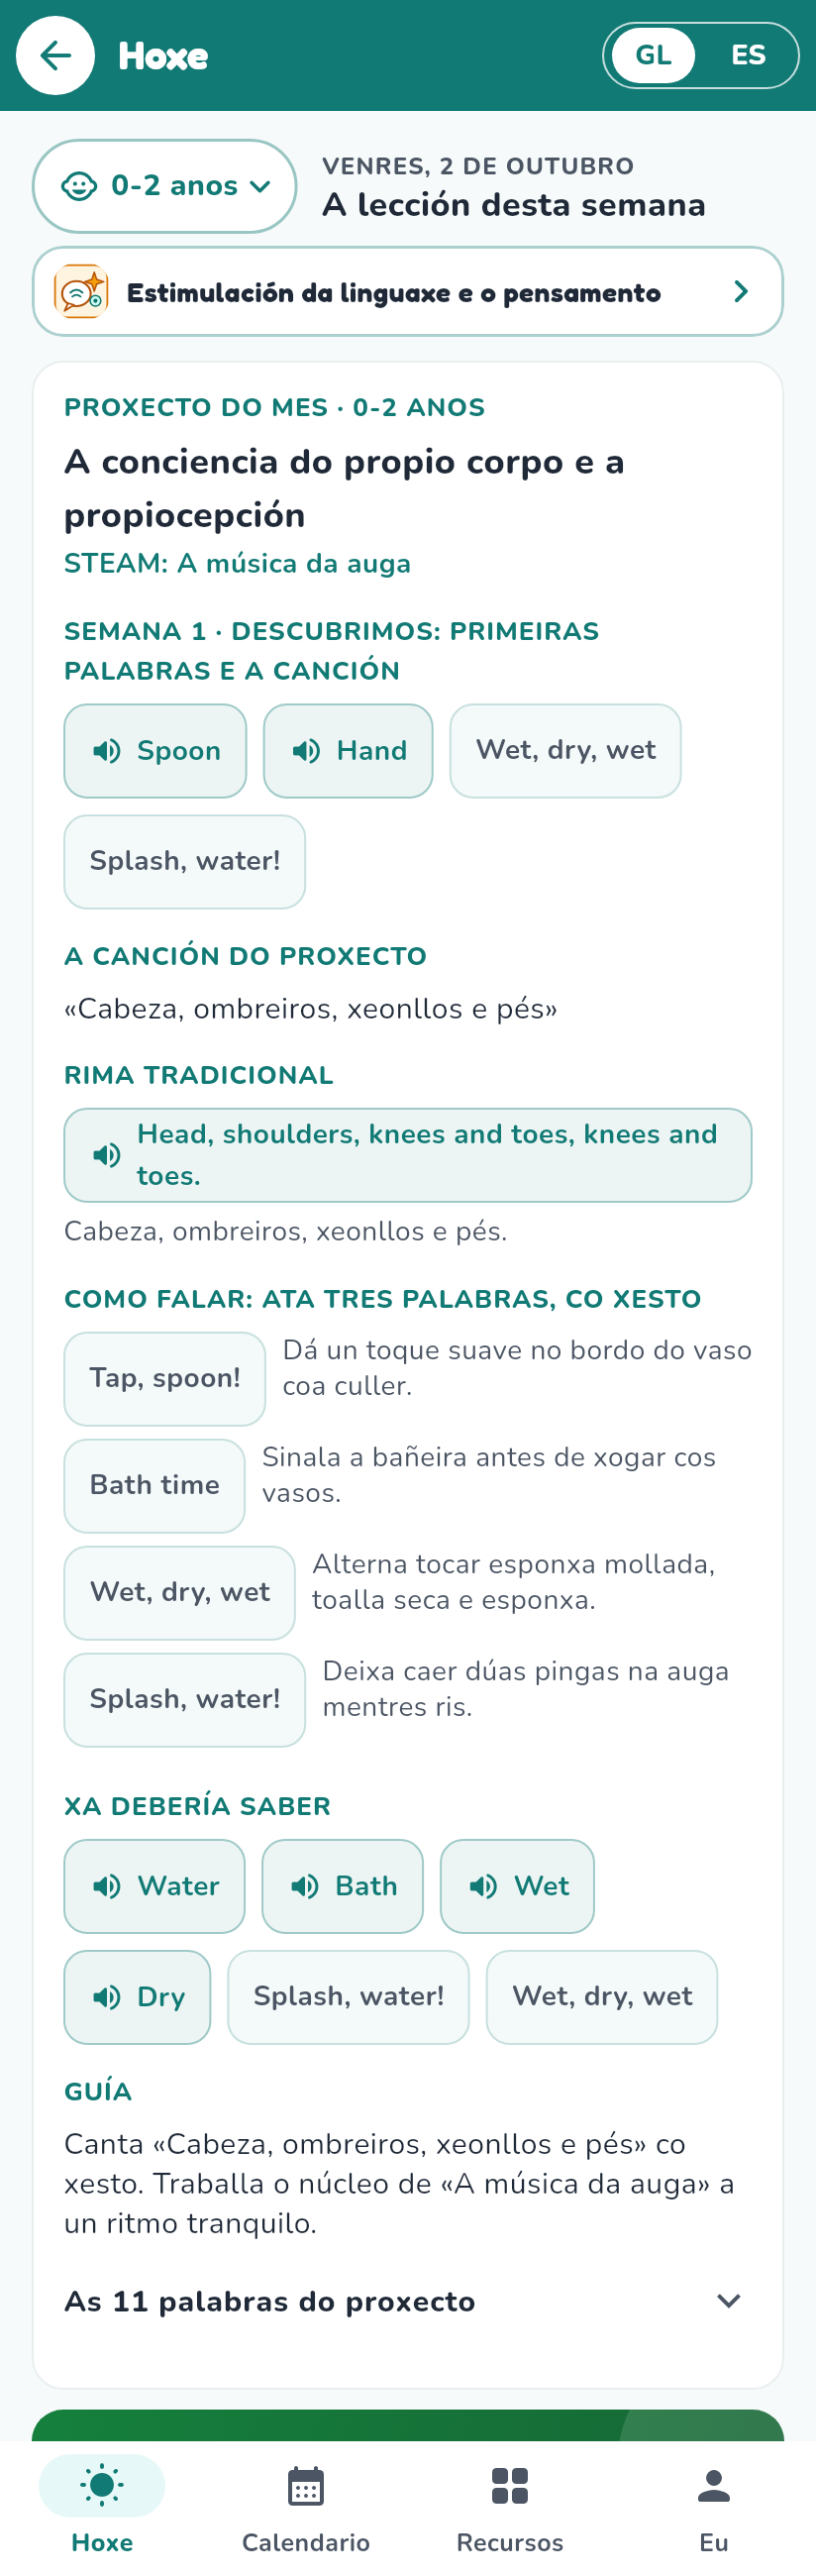 Hoxe
GL
ES
0-2 anos
VENRES, 2 DE OUTUBRO
A lección desta semana
Estimulación da linguaxe e o pensamento
PROXECTO DO MES · 0-2 ANOS
A conciencia do propio corpo e a
propiocepción
STEAM: A música da auga
SEMANA 1 · DESCUBRIMOS: PRIMEIRAS
PALABRAS E A CANCIÓN
Spoon
Hand
Wet, dry, wet
Splash, water!
A CANCIÓN DO PROXECTO
«Cabeza, ombreiros, xeonllos e pés»
RIMA TRADICIONAL
Head, shoulders, knees and toes, knees and
toes.
Cabeza, ombreiros, xeonllos e pés.
COMO FALAR: ATA TRES PALABRAS, CO XESTO
Tap, spoon!
Dá un toque suave no bordo do vaso
coa culler.
Bath time
Sinala a bañeira antes de xogar cos
vasos.
Wet, dry, wet
Alterna tocar esponxa mollada,
toalla seca e esponxa.
Splash, water!
Deixa caer dúas pingas na auga
mentres ris.
XA DEBERÍA SABER
Water
Bath
Wet
Dry
Splash, water!
Wet, dry, wet
GUÍA
Canta «Cabeza, ombreiros, xeonllos e pés» co
xesto. Traballa o núcleo de «A música da auga» a
un ritmo tranquilo.
As 11 palabras do proxecto
Hoxe
Calendario
Recursos
Eu